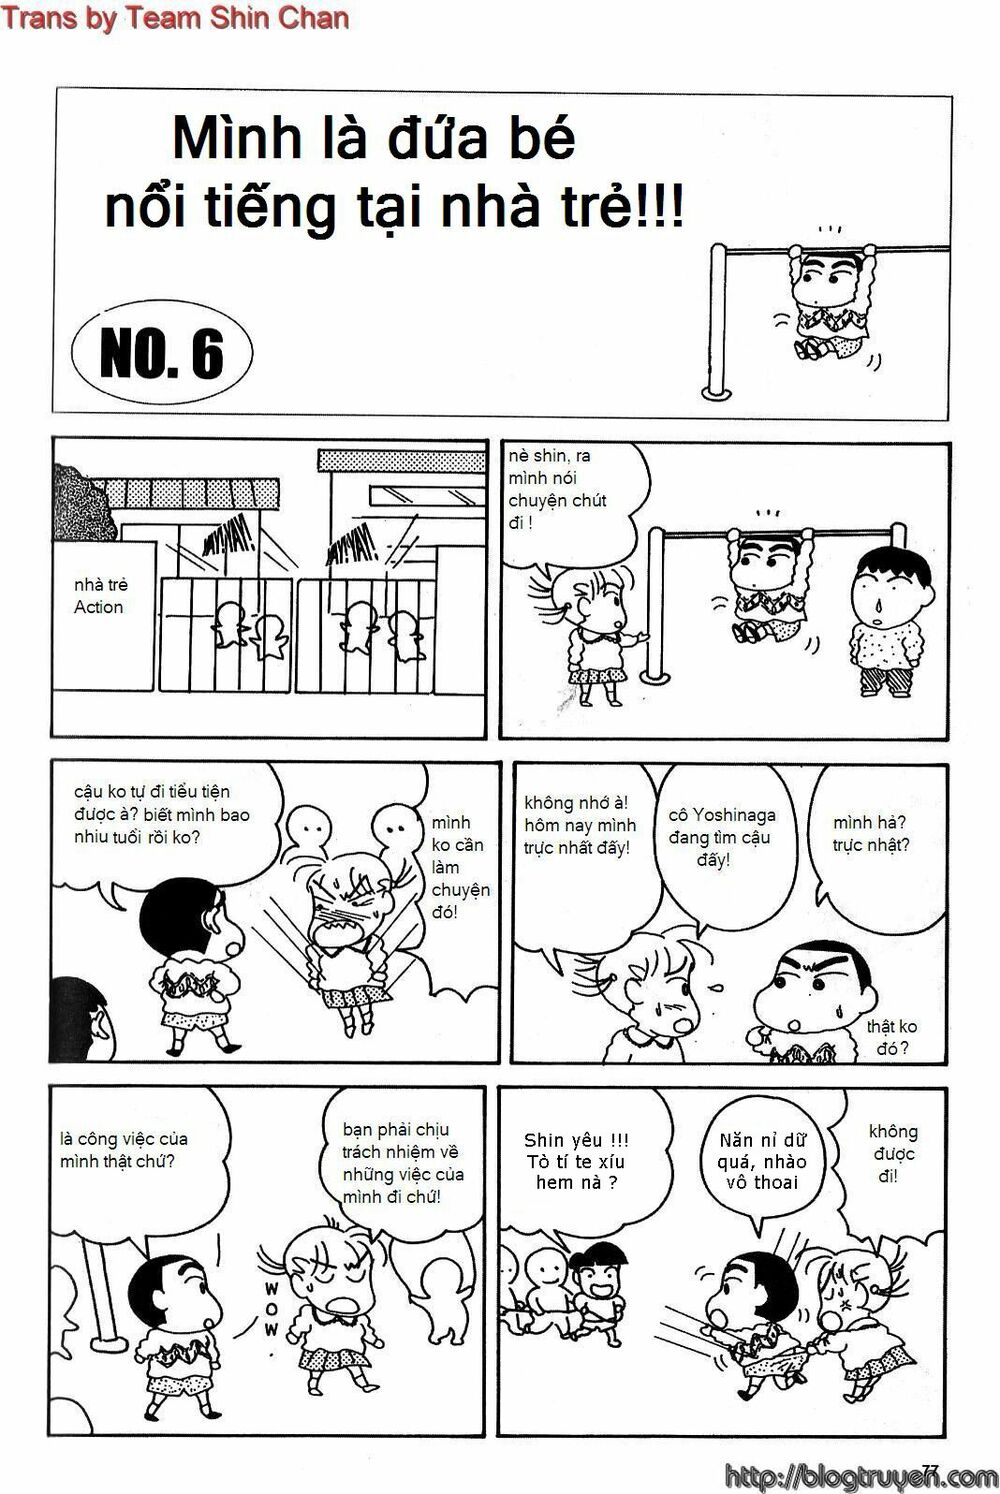 Trans by Team Shin Chan
Mình là đứa bé
nổi tiếng tại nhà trẻ!!!
NO. 6
YAY!YAY!
YAY!YAY!
nhà trẻ
Action
nè shin, ra
mình nói
chuyện chút
đi !
cậu ko tự đi tiểu tiện
được à? biết mình bao
nhiu tuổi rồi ko?
mình
ko cần
làm
chuyện
đó!
không nhớ à!
hôm nay mình
trực nhất đấy!
cô Yoshinaga
đang tìm cậu
đấy!
mình hả?
trực nhật?
thật ko
đó?
là công việc của
mình thật chứ?
WOW.
bạn phải chịu
trách nhiệm về
những việc của
mình đi chứ!
Shin yêu !!!
Tò tí te xíu
hem nà ?
Năn nỉ dữ
quá, nhào
vô thoai
không
được
đi!
77
http://blogtruyen.com